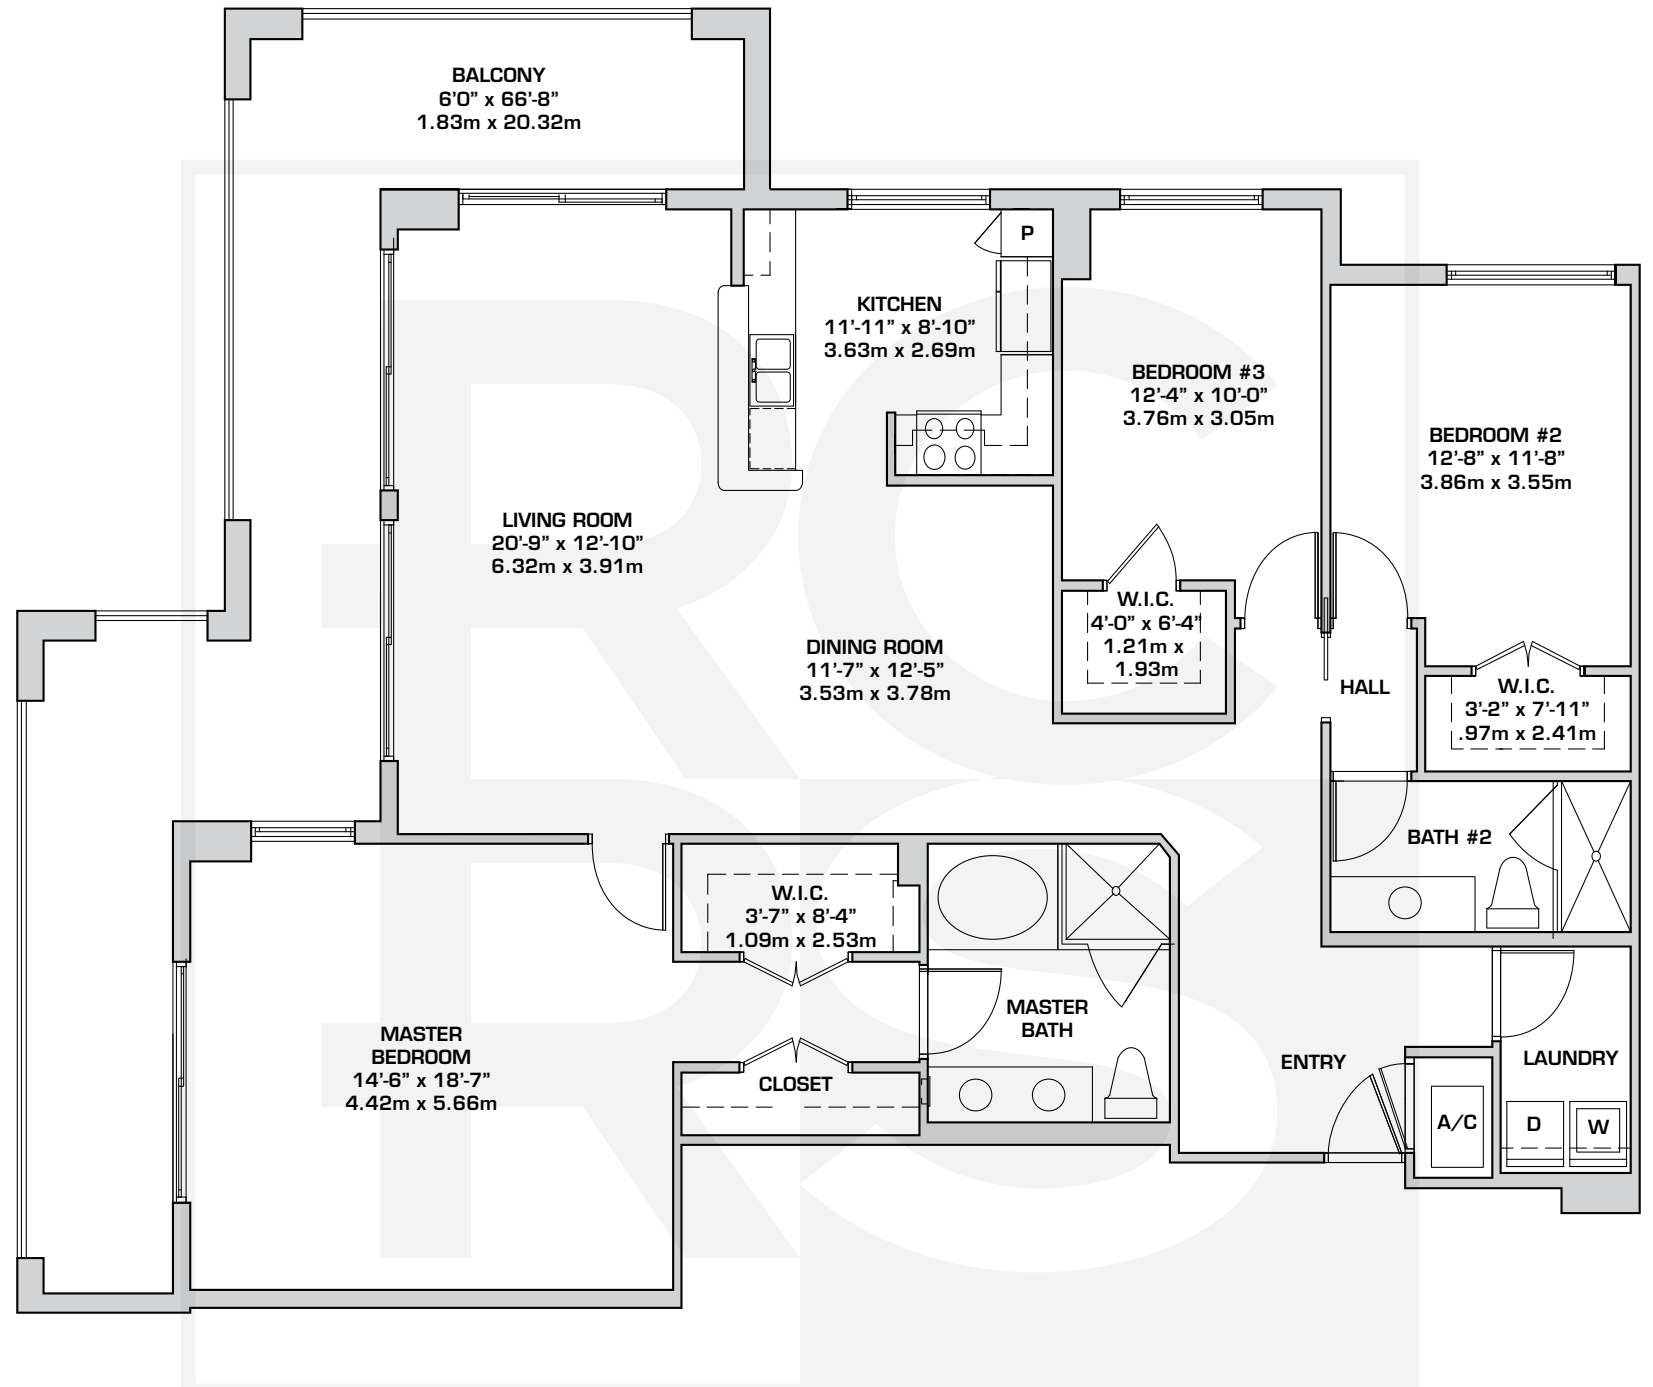 BALCONY
6’0” x 66’-8”
1.83m x 20.32m
P
KITCHEN
11’-11” x 8’-10”
3.63m x 2.69m
BEDROOM #3
12’-4” x 10’-0”
3.76m x 3.05m
BEDROOM #2
12’-8” x 11’-8”
3.86m x 3.55m
LIVING ROOM
20’-9” x 12’-10”
6.32m x 3.91m
W.I.C.
4’-0” x 6’-4”
1.21m x
1.93m
DINING ROOM
11’-7” x 12’-5”
3.53m x 3.78m
HALL
W.I.C.
3’-2” x 7’-11”
.97m x 2.41m
BATH #2
W.I.C.
3’-7” x 8’-4”
1.09m x 2.53m
MASTER
BATH
MASTER
BEDROOM
14’-6” x 18’-7”
4.42m x 5.66m
CLOSET
ENTRY
LAUNDRY
A/C
D
W
RC
RS